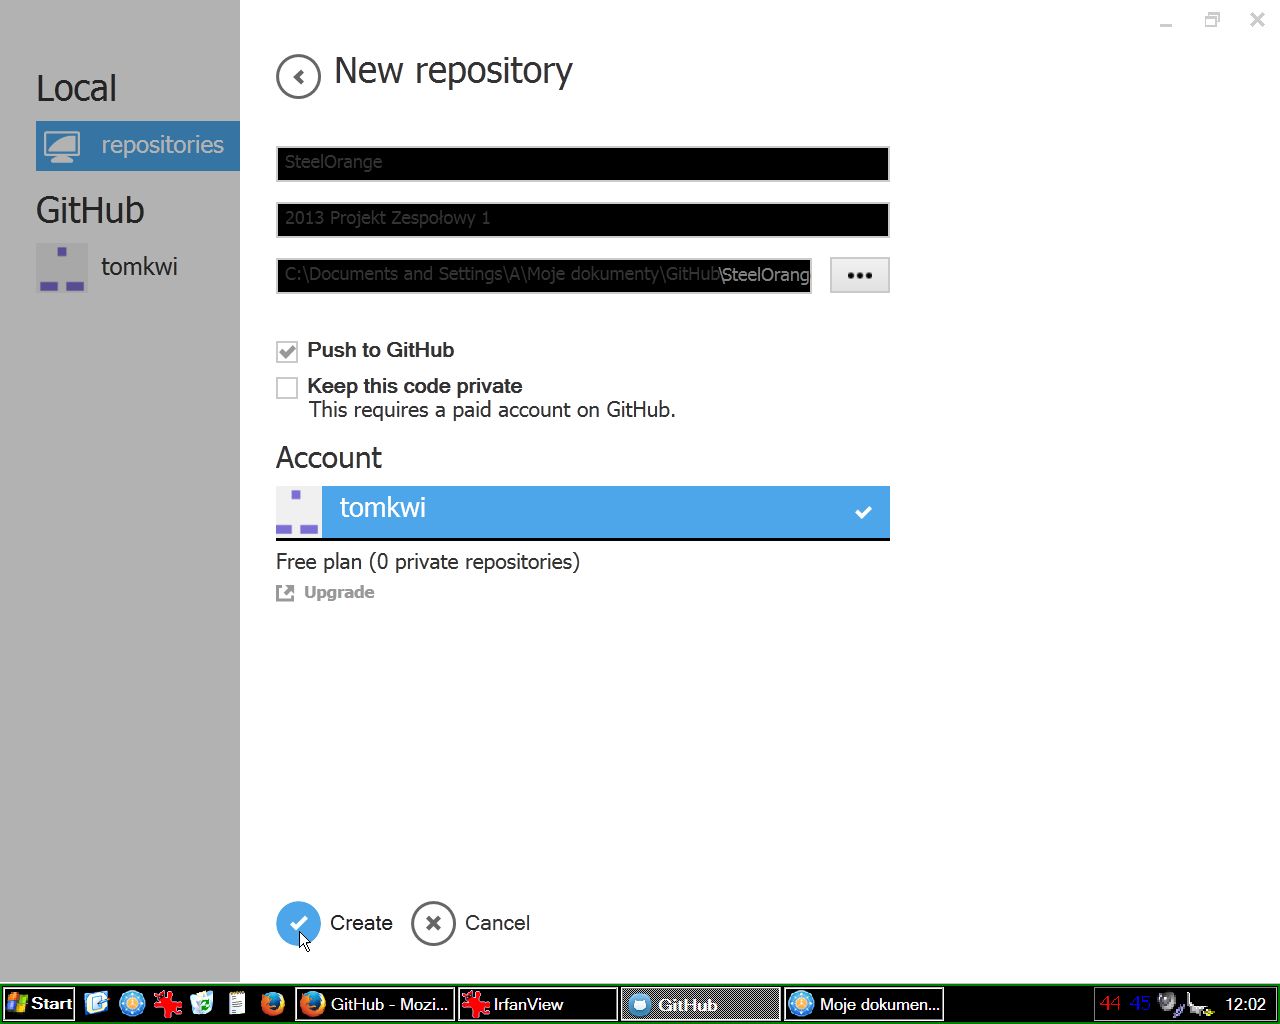 Local
repositories
GitHub
tomkwi
New repository
SteelOrange
2013 Projekt Zespołowy 1
C:\Documents and Settings\A\Moje dokumenty\GitHub\SteelOrang
Push to GitHub
Keep this code private
This requires a paid account on GitHub.
Account
tomkwi
Free plan (0 private repositories)
Upgrade
Create
Cancel
Start
GitHub - Mozi...
IrfanView
GitHub
Moje dokumen...
44 45
12:02